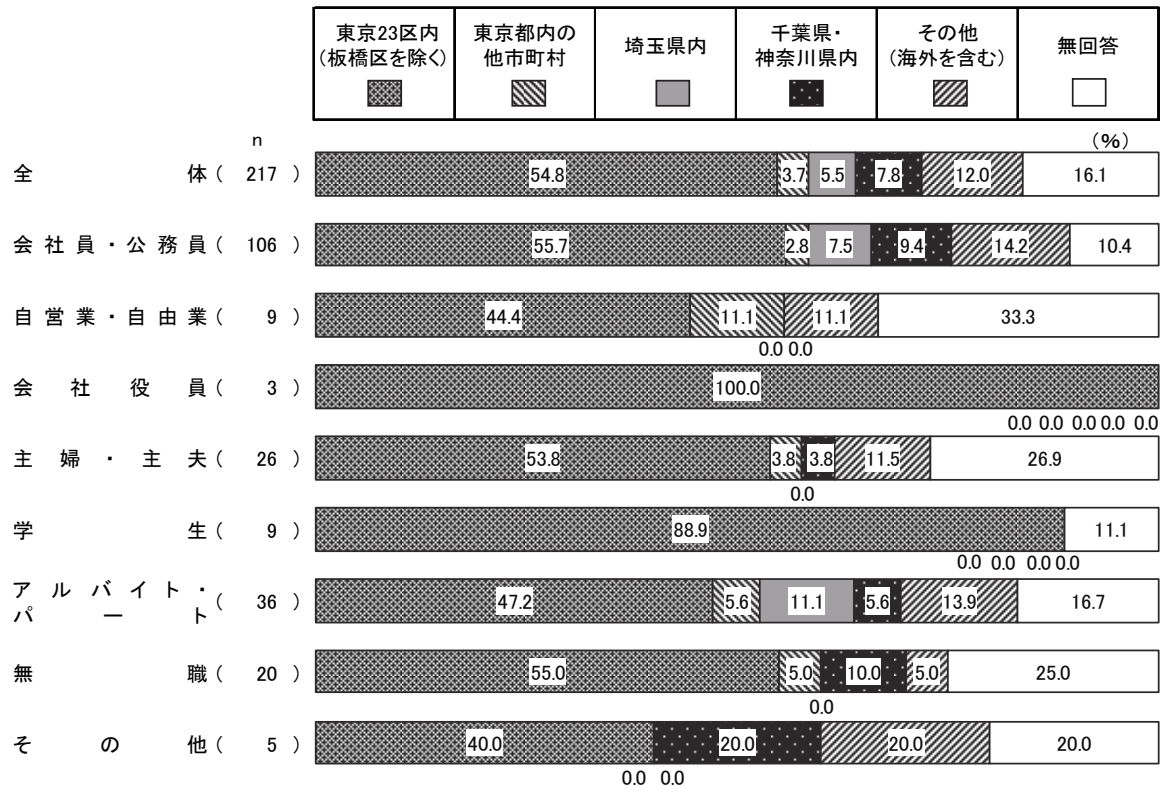 東京23区内
(板橋区を除く)
東京都内の
他市町村
埼玉県内
千葉県・
神奈川県内
その他
(海外を含む)
無回答
n
(%)
全体( 217 )
54.8 3.7 5.5 7.8 12.0 16.1
会社員・公務員( 106 )
55.7 2.8 7.5 9.4 14.2 10.4
自営業・自由業( 9 )
44.4 11.1 11.1 33.3
0.0 0.0
会社役員( 3 )
100.0
0.0 0.0 0.0 0.0 0.0
主婦・主夫( 26 )
53.8 3.8 3.8 11.5 26.9
0.0
学生( 9 )
88.9 11.1
0.0 0.0 0.0 0.0
アルバイト・
パート
( 36 )
47.2 5.6 11.1 5.6 13.9 16.7
無職( 20 )
55.0 5.0 10.0 5.0 25.0
0.0
その他( 5 )
40.0 20.0 20.0 20.0
0.0 0.0